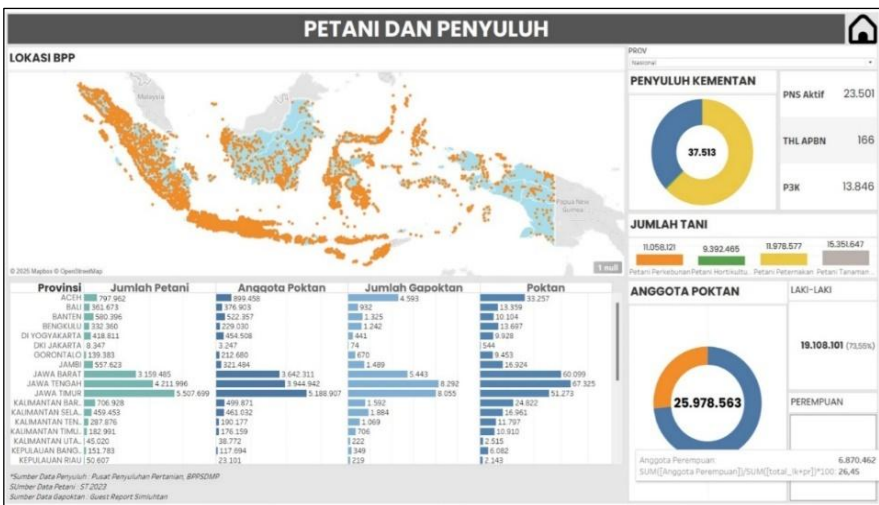 PETANI DAN PENYULUH
LOKASI BPP
Malaysia
Papua New
Guinea
© 2025 Mapbox © OpenStreetMap
1 null
PROV
Nasional
PENYULUH KEMENTAN
37.513
PNS Aktif 23.501
THL APBN 166
P3K 13.846
JUMLAH TANI
11.058.121 9.392.465 11.978.577 15.351.647
Petani Perkebunan Petani Hortikultu.. Petani Peternakan Petani Tanaman ..
Provinsi Jumlah Petani Anggota Poktan Jumlah Gapoktan Poktan
ACEH 797.962 899.458 4.593 33.257
BALI 361.673 376.903 932 13.339
BANTEN 580.396 522.357 1.325 10.104
BENGKULU 332.360 229.030 1.242 13.687
DI YOGYAKARTA 418.811 454.508 441 9.928
DKI JAKARTA 8.347 3.247 74 544
GORONTALO 139.383 212.680 670 9.453
JAMBI 557.623 321.484 1.489 16.924
JAWA BARAT 3.159.485 3.642.311 5.443 60.099
JAWA TENGAH 4.211.996 3.944.942 8.292 67.325
JAWA TIMUR 5.507.699 5.188.907 8.055 51.273
KALIMANTAN BAR.. 706.928 499.871 1.592 24.822
KALIMANTAN SELA.. 459.453 461.032 1.884 16.961
KALIMANTAN TEN.. 287.876 190.177 1.069 11.797
KALIMANTAN TIMU.. 182.991 176.159 706 10.910
KALIMANTAN UTA.. 45.020 38.772 222 2.515
KEPULAUAN BANG.. 151.783 117.694 349 6.082
KEPULAUAN RIAU 50.607 23.101 219 2.143
*Sumber Data Penyuluh : Pusat Penyuluhan Pertanian, BPPSDMP
SUmber Data Petani : ST 2023
Sumber Data Gapoktan : Guest Report Simluhtan
ANGGOTA POKTAN
25.978.563
LAKI-LAKI
19.108.101 (73,55%)
PEREMPUAN
Anggota Perempuan: 6.870.462
SUM([Anggota Perempuan])/SUM([total_lk+pr])*100: 26,45